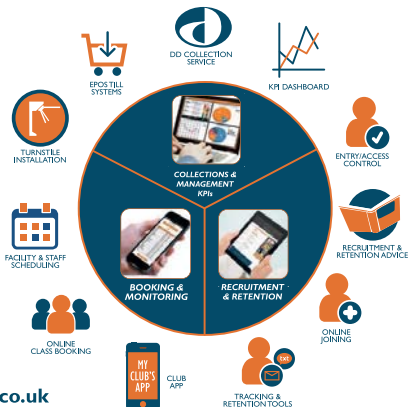 DD COLLECTION
SERVICE
EPOS TILL
SYSTEMS
KPI DASHBOARD
TURNSTILE
INSTALLATION
ENTRY/ACCESS
CONTROL
COLLECTIONS &
MANAGEMENT
KPIs
FACILITY & STAFF
SCHEDULING
RECRUITMENT &
RETENTION ADVICE
BOOKING &
MONITORING
RECRUITMENT
& RETENTION
ONLINE
CLASS BOOKING
ONLINE
JOINING
MY
CLUB'S
APP
CLUB
APP
txt
TRACKING &
RETENTION TOOLS
co.uk